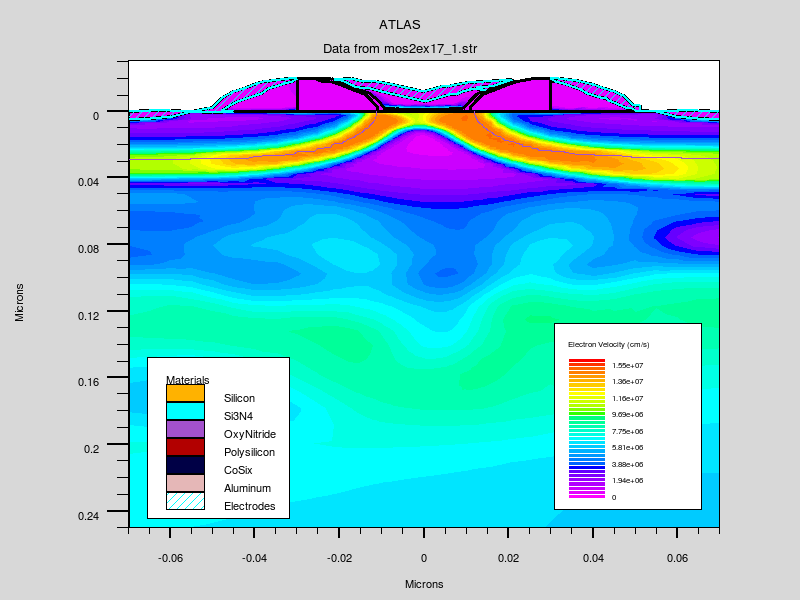 ATLAS
Data from mos2ex17_1.str
Microns
0
0.04
0.08
0.12
0.16
0.2
0.24
Materials
Silicon
Si3N4
OxyNitride
Polysilicon
CoSix
Aluminum
Electrodes
Electron Velocity (cm/s)
1.55e+07
1.36e+07
1.16e+07
9.69e+06
7.75e+06
5.81e+06
3.88e+06
1.94e+06
0
-0.06 -0.04 -0.02 0 0.02 0.04 0.06
Microns